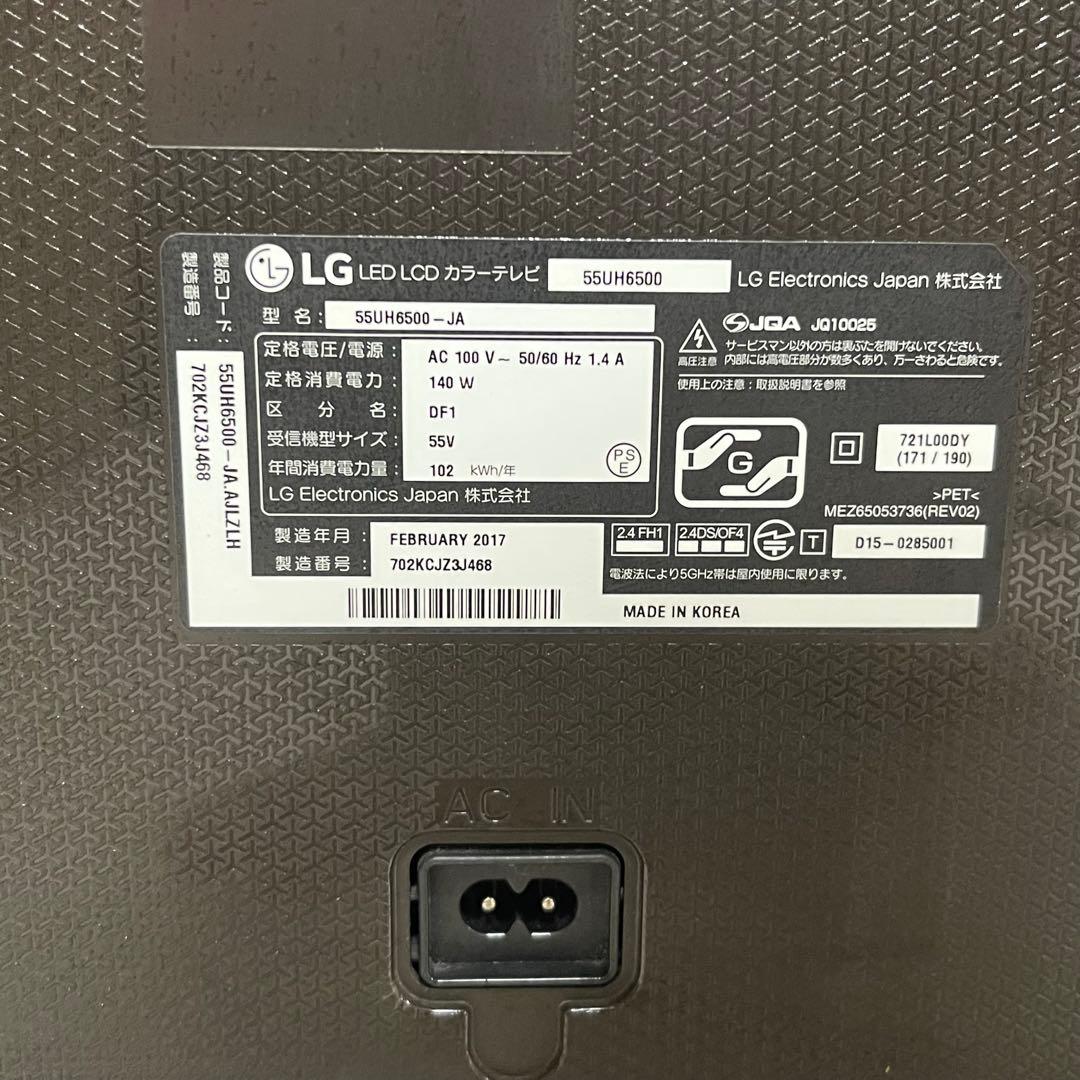 LG LED LCD カラーテレビ 55UH6500 LG Electronics Japan 株式会社
製品コード: 55UH6500-JA.AJLZLH
製造番号 702KCJZ3J468
型 名: 55UH6500-JA
定格電圧/電源: AC 100 V~ 50/60 Hz 1.4 A
定格消費電力: 140 W
区 分 名: DF1
受信機型サイズ: 55V
年間消費電力量: 102 kWh/年
PS
E
LG Electronics Japan 株式会社
製造年月: FEBRUARY 2017
製造番号: 702KCJZ3J468
JQA JQ10025
高圧注意
サービスマン以外の方は裏ぶたを開けないでください。
内部には高電圧部分が数多くあり、万一さわると危険です。
使用上の注意:取扱説明書を参照
G
721L00DY
(171 / 190)
>PET<
MEZ65053736(REV02)
2.4 FH1 2.4DS/OF4 T D15-0285001
電波法により5GHz帯は屋内使用に限ります。
MADE IN KOREA
AC IN